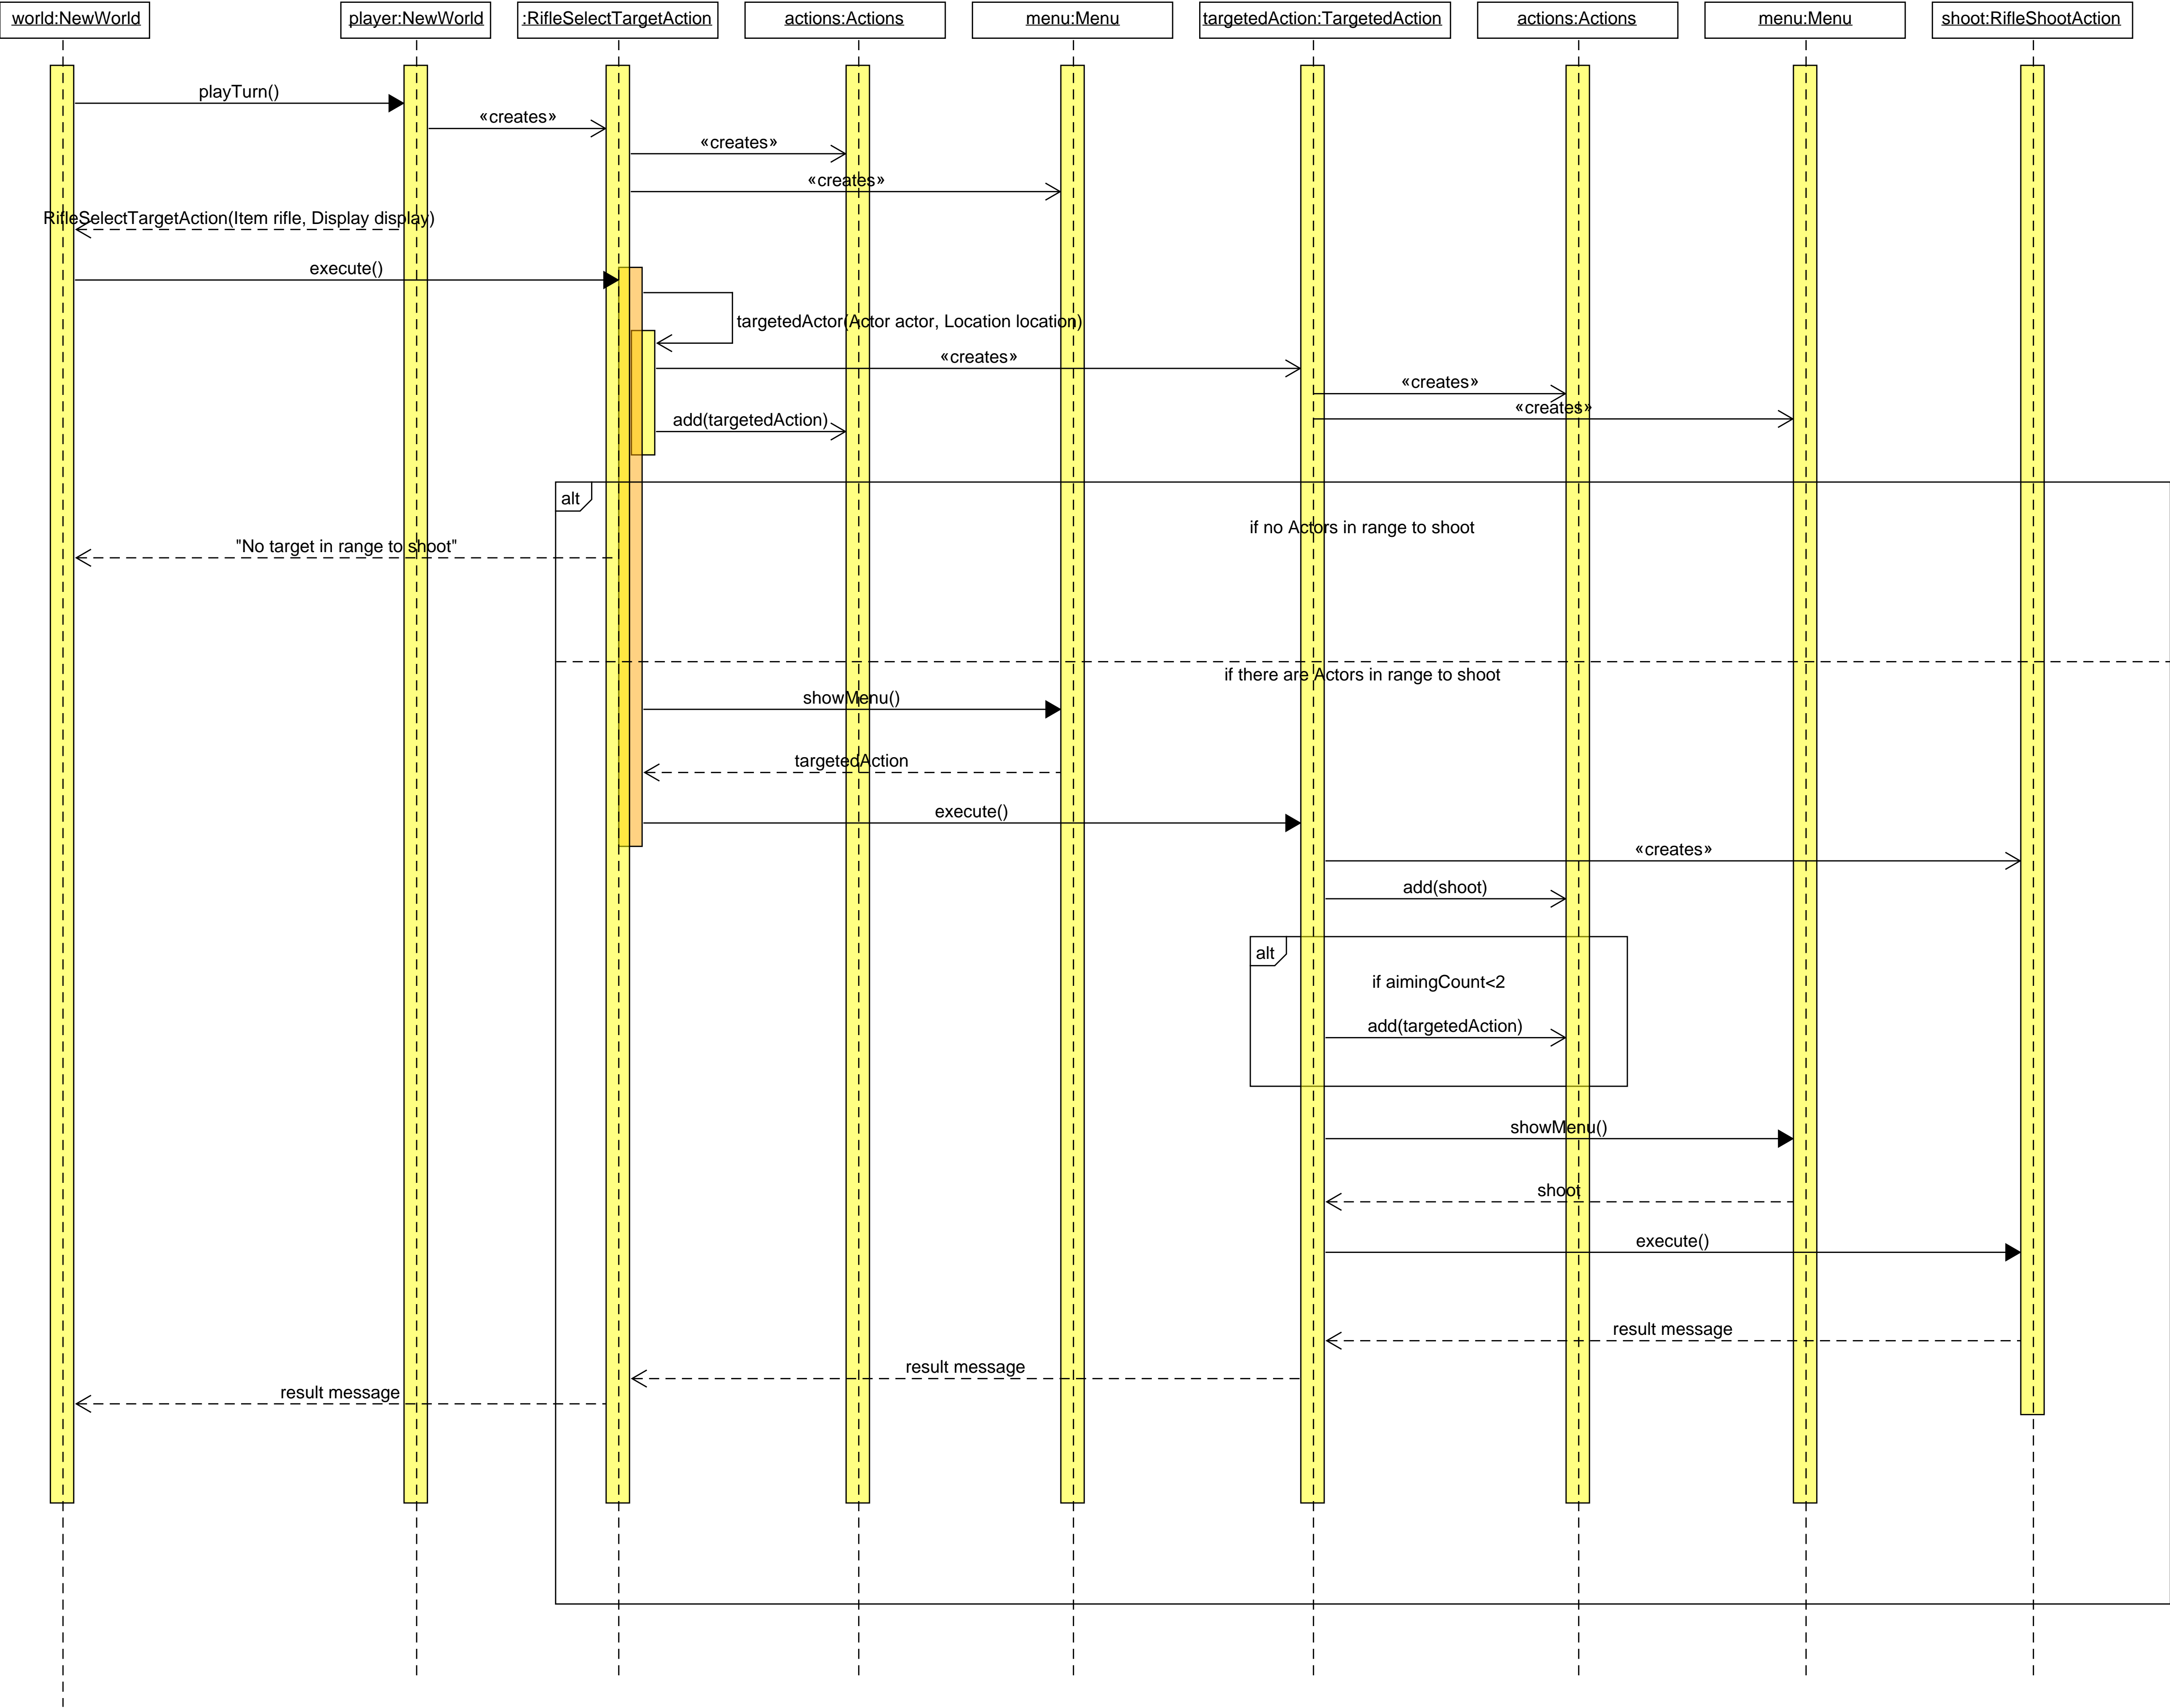 world:NewWorld
player:NewWorld
:RifleSelectTargetAction
actions:Actions
menu:Menu
targetedAction:TargetedAction
actions:Actions
menu:Menu
shoot:RifleShootAction
playTurn()
«creates»
«creates»
«creates»
RifleSelectTargetAction(Item rifle, Display display)
execute()
targetedActor(Actor actor, Location location)
«creates»
«creates»
«creates»
add(targetedAction)
alt
if no Actors in range to shoot
"No target in range to shoot"
if there are Actors in range to shoot
showMenu()
targetedAction
execute()
«creates»
add(shoot)
alt
if aimingCount<2
add(targetedAction)
showMenu()
shoot
execute()
result message
result message
result message